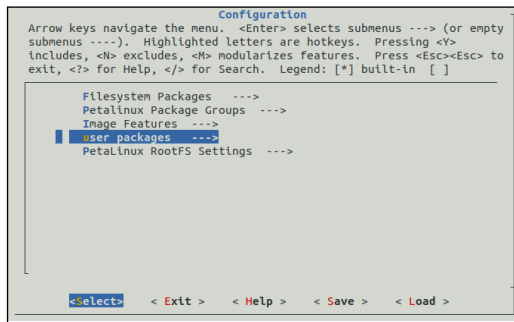 Configuration
Arrow keys navigate the menu.  <Enter> selects submenus ---> (or empty
submenus ----).  Highlighted letters are hotkeys.  Pressing <Y>
includes, <N> excludes, <M> modularizes features.  Press <Esc><Esc> to
exit, <?> for Help, </> for Search.  Legend: [*] built-in  [ ]
Filesystem Packages  --->
Petalinux Package Groups  --->
Image Features  --->
user packages  --->
PetaLinux RootFS Settings  --->
<Select>    < Exit >    < Help >    < Save >    < Load >